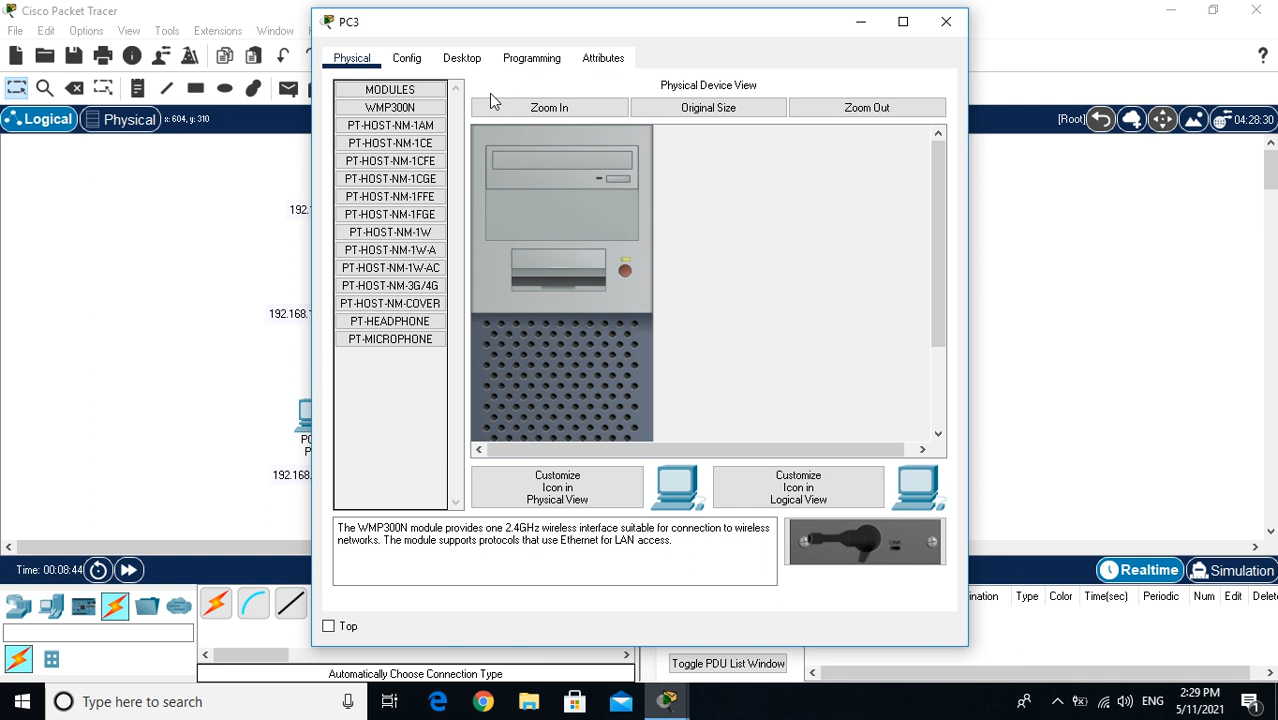 Cisco Packet Tracer
File Edit Options View Tools Extensions Window
Logical Physical x: 604, y: 310
[Root] 04:28:30
192.
192.168.
PC
P
192.168.
PC3
Physical Config Desktop Programming Attributes
MODULES
WMP300N
PT-HOST-NM-1AM
PT-HOST-NM-1CE
PT-HOST-NM-1CFE
PT-HOST-NM-1CGE
PT-HOST-NM-1FFE
PT-HOST-NM-1FGE
PT-HOST-NM-1W
PT-HOST-NM-1W-A
PT-HOST-NM-1W-AC
PT-HOST-NM-3G/4G
PT-HOST-NM-COVER
PT-HEADPHONE
PT-MICROPHONE
Physical Device View
Zoom In Original Size Zoom Out
Customize
Icon in
Physical View
Customize
Icon in
Logical View
The WMP300N module provides one 2.4GHz wireless interface suitable for connection to wireless
networks. The module supports protocols that use Ethernet for LAN access.
LINK
Top
Time: 00:08:44
Realtime Simulation
ination Type Color Time(sec) Periodic Num Edit Delete
Automatically Choose Connection Type
Toggle PDU List Window
Type here to search
ENG
2:29 PM
5/11/2021
1